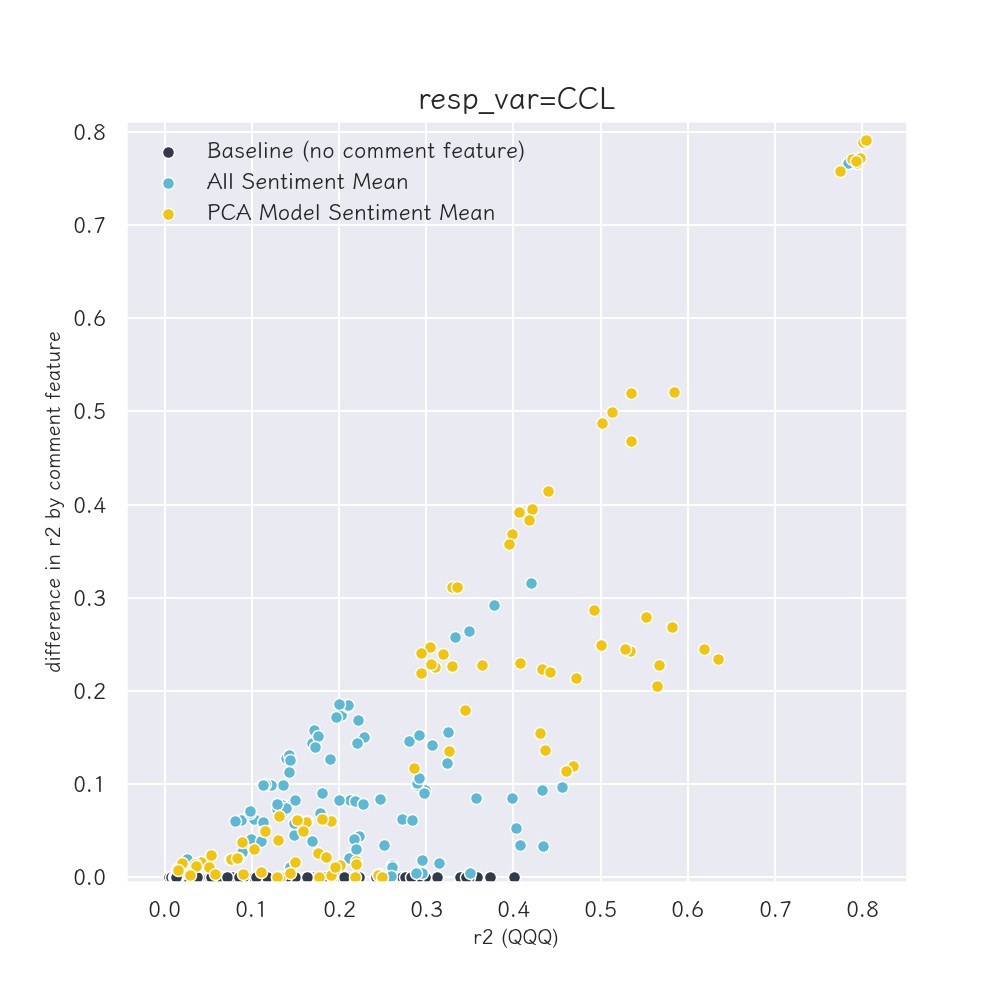 resp_var=CCL
Baseline (no comment feature)
All Sentiment Mean
PCA Model Sentiment Mean
difference in r2 by comment feature
0.8
0.7
0.6
0.5
0.4
0.3
0.2
0.1
0.0
0.0 0.1 0.2 0.3 0.4 0.5 0.6 0.7 0.8
r2 (QQQ)